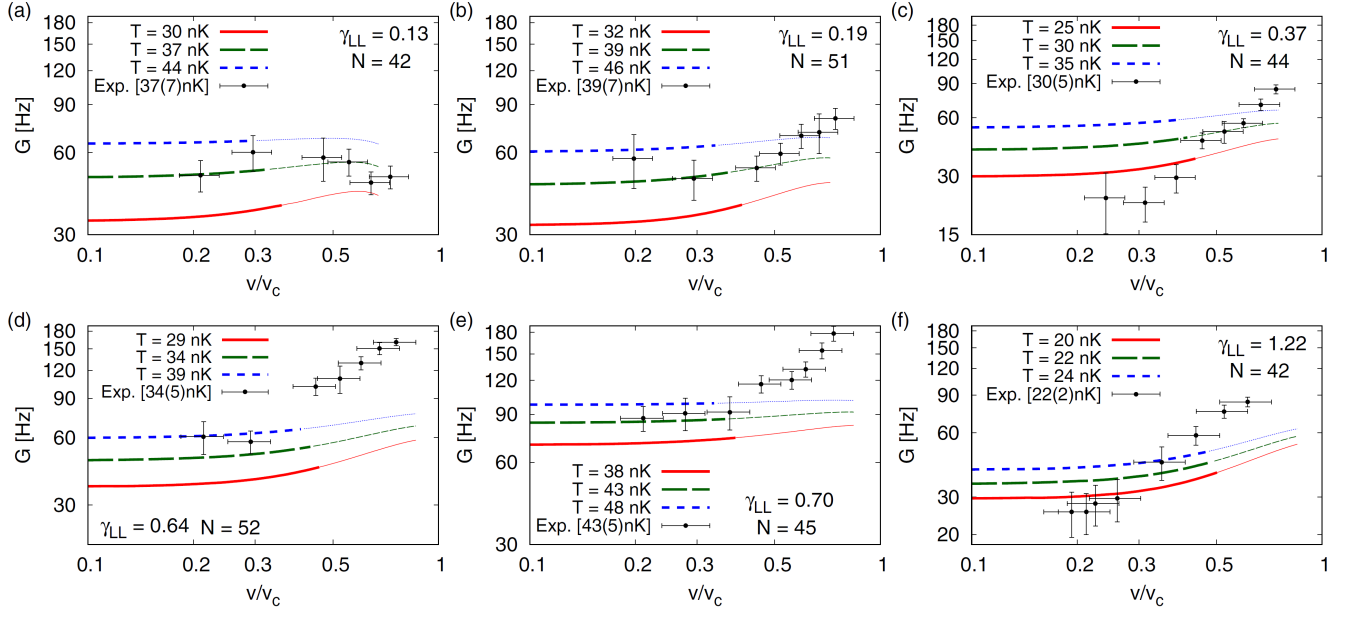 (a)
180
150
120
90
60
30
G [Hz]
T = 30 nK
T = 37 nK
T = 44 nK
Exp. [37(7)nK]
γLL = 0.13
N = 42
0.1 0.2 0.3 0.5 1
v/vc
(b)
180
150
120
90
60
30
G [Hz]
T = 32 nK
T = 39 nK
T = 46 nK
Exp. [39(7)nK]
γLL = 0.19
N = 51
0.1 0.2 0.3 0.5 1
v/vc
(c)
180
150
120
90
60
30
15
G [Hz]
T = 25 nK
T = 30 nK
T = 35 nK
Exp. [30(5)nK]
γLL = 0.37
N = 44
0.1 0.2 0.3 0.5 1
v/vc
(d)
180
150
120
90
60
30
G [Hz]
T = 29 nK
T = 34 nK
T = 39 nK
Exp. [34(5)nK]
γLL = 0.64 N = 52
0.1 0.2 0.3 0.5 1
v/vc
(e)
180
150
120
90
60
30
G [Hz]
T = 38 nK
T = 43 nK
T = 48 nK
Exp. [43(5)nK]
γLL = 0.70
N = 45
0.1 0.2 0.3 0.5 1
v/vc
(f)
180
150
120
90
60
30
20
G [Hz]
T = 20 nK
T = 22 nK
T = 24 nK
Exp. [22(2)nK]
γLL = 1.22
N = 42
0.1 0.2 0.3 0.5 1
v/vc